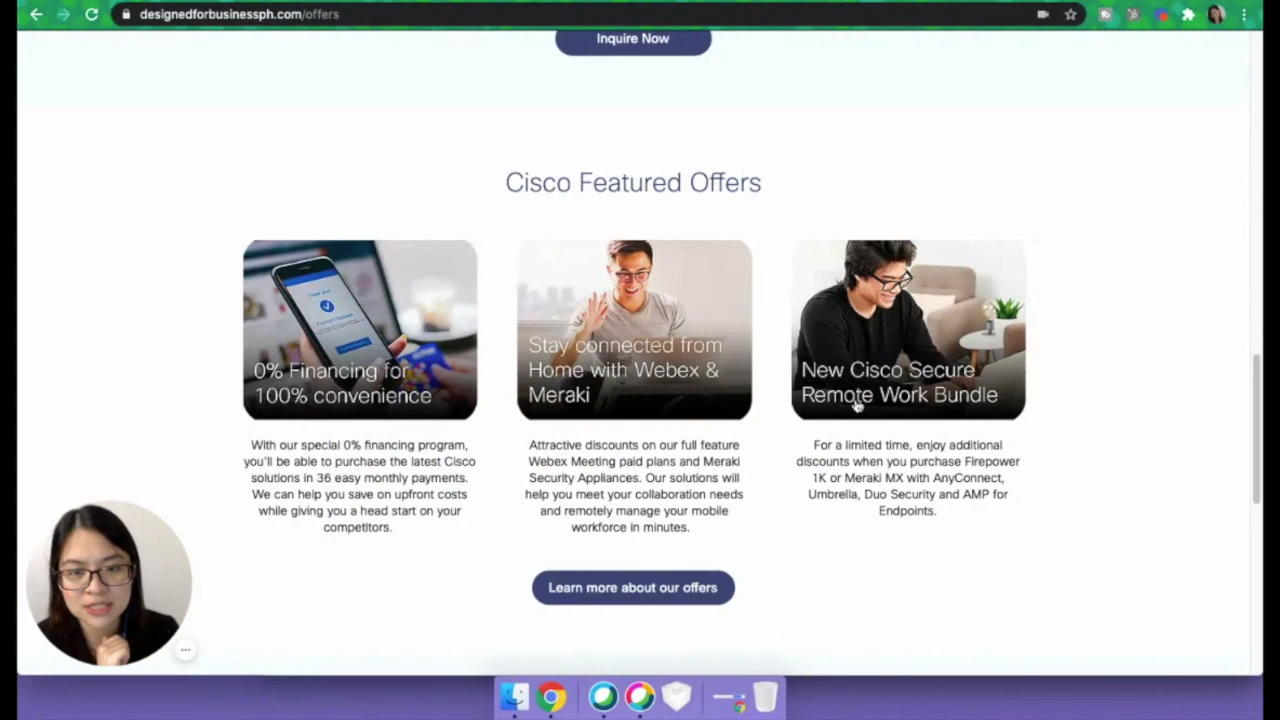 designedforbusinessph.com/offers
Inquire Now
Cisco Featured Offers
0% Financing for
100% convenience
Stay connected from
Home with Webex &
Meraki
New Cisco Secure
Remote Work Bundle
With our special 0% financing program,
you'll be able to purchase the latest Cisco
solutions in 36 easy monthly payments.
We can help you save on upfront costs
while giving you a head start on your
competitors.
Attractive discounts on our full feature
Webex Meeting paid plans and Meraki
Security Appliances. Our solutions will
help you meet your collaboration needs
and remotely manage your mobile
workforce in minutes.
For a limited time, enjoy additional
discounts when you purchase Firepower
1K or Meraki MX with AnyConnect,
Umbrella, Duo Security and AMP for
Endpoints.
Learn more about our offers